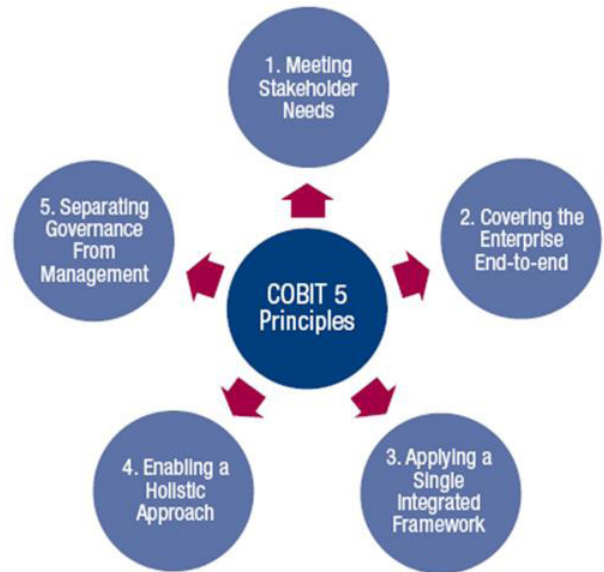 1. Meeting
Stakeholder
Needs
5. Separating
Governance
From
Management
2. Covering the
Enterprise
End-to-end
COBIT 5
Principles
4. Enabling a
Holistic
Approach
3. Applying a
Single
Integrated
Framework